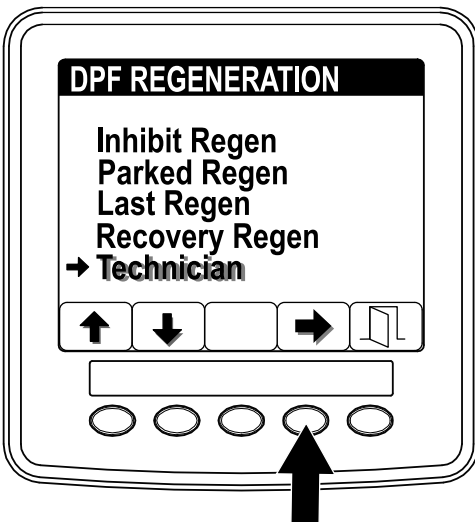 DPF REGENERATION
Inhibit Regen
Parked Regen
Last Regen
Recovery Regen
Technician